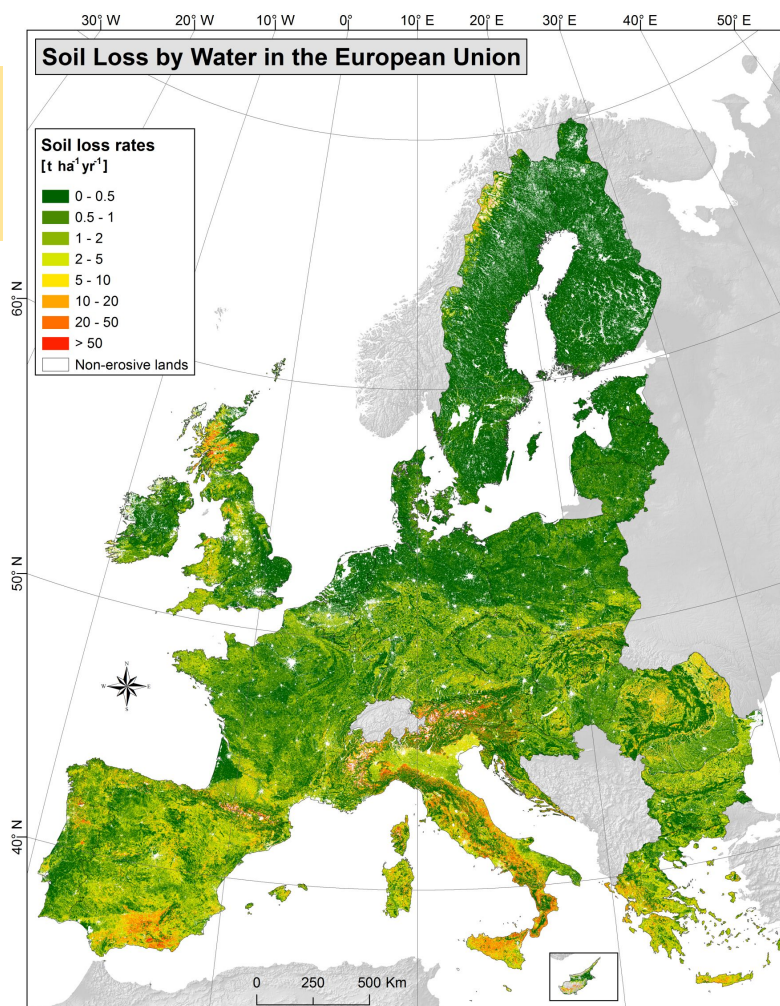 30° W
20° W
10° W
0°
10° E
20° E
30° E
40° E
50° E
Soil Loss by Water in the European Union
Soil loss rates
[t ha⁻¹ yr⁻¹]
0 - 0.5
0.5 - 1
1 - 2
2 - 5
5 - 10
10 - 20
20 - 50
> 50
Non-erosive lands
60° N
50° N
N
W
E
S
40° N
0 250 500 Km